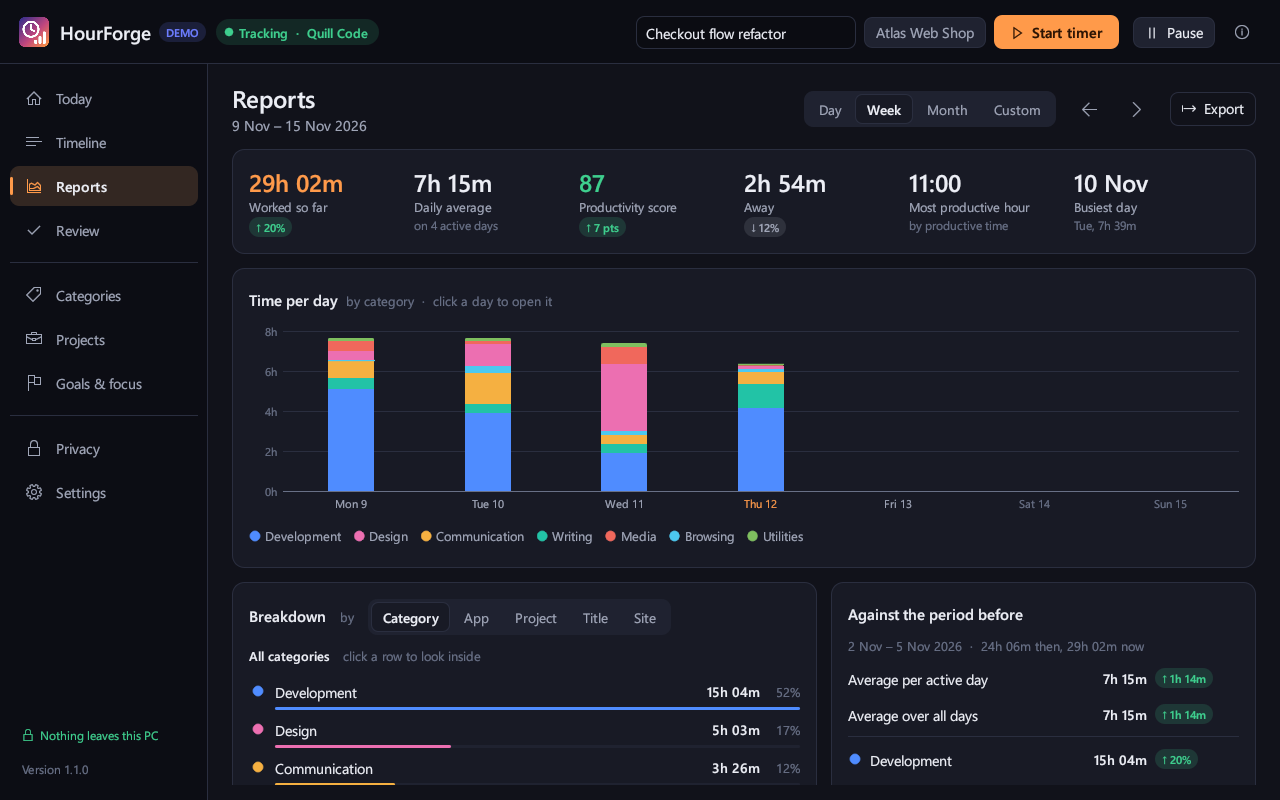 HourForge DEMO Tracking · Quill Code Checkout flow refactor Atlas Web Shop Start timer Pause
Today
Timeline
Reports
Review
Categories
Projects
Goals & focus
Privacy
Settings
Nothing leaves this PC
Version 1.1.0
Reports
9 Nov – 15 Nov 2026
Day Week Month Custom Export
29h 02m 7h 15m 87 2h 54m 11:00 10 Nov
Worked so far Daily average Productivity score Away Most productive hour Busiest day
↑ 20% on 4 active days ↑ 7 pts ↓ 12% by productive time Tue, 7h 39m
Time per day by category · click a day to open it
8h
6h
4h
2h
0h
Mon 9 Tue 10 Wed 11 Thu 12 Fri 13 Sat 14 Sun 15
Development Design Communication Writing Media Browsing Utilities
Breakdown by Category App Project Title Site
All categories click a row to look inside
Development 15h 04m 52%
Design 5h 03m 17%
Communication 3h 26m 12%
Against the period before
2 Nov – 5 Nov 2026 · 24h 06m then, 29h 02m now
Average per active day 7h 15m ↑ 1h 14m
Average over all days 7h 15m ↑ 1h 14m
Development 15h 04m ↑ 20%